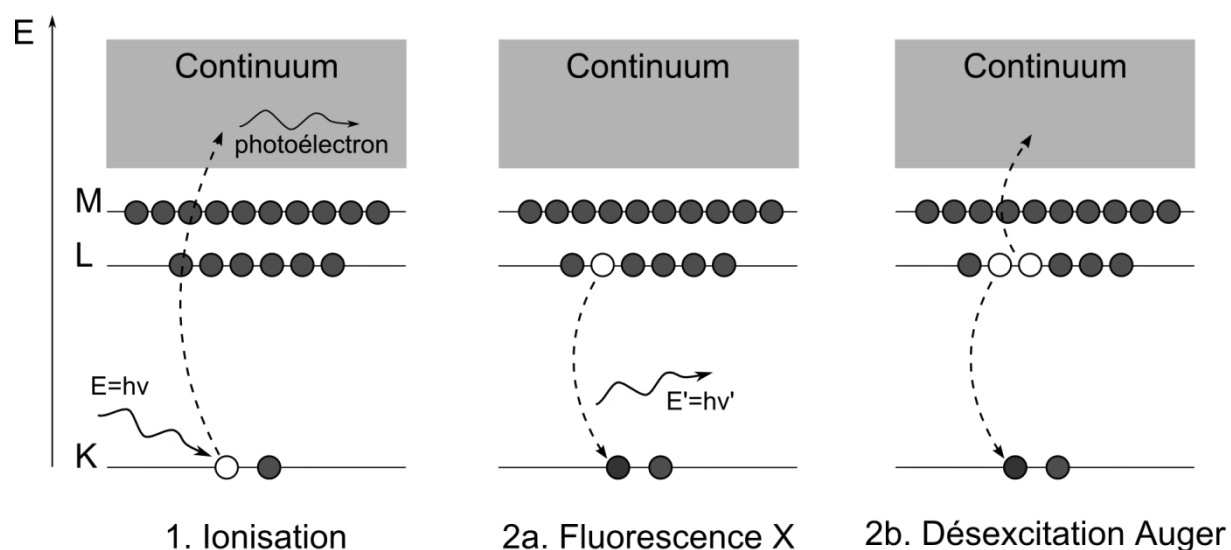 E
Continuum
photoélectron
M
L
E=hν
K
1. Ionisation
Continuum
E'=hν'
2a. Fluorescence X
Continuum
2b. Désexcitation Auger